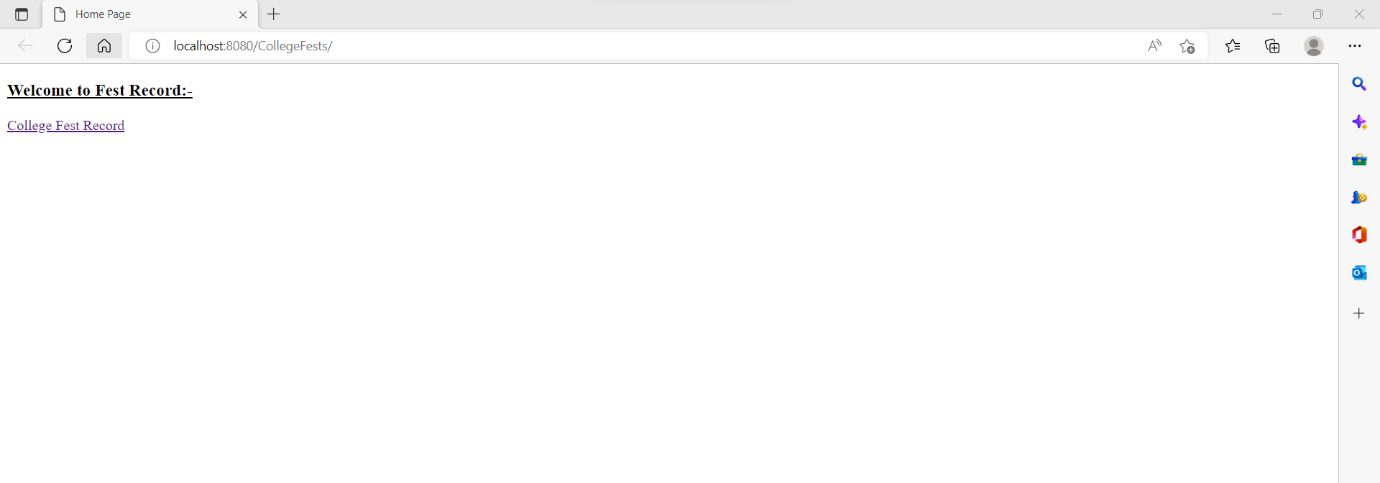 Home Page
localhost:8080/CollegeFests/
Welcome to Fest Record:-
College Fest Record